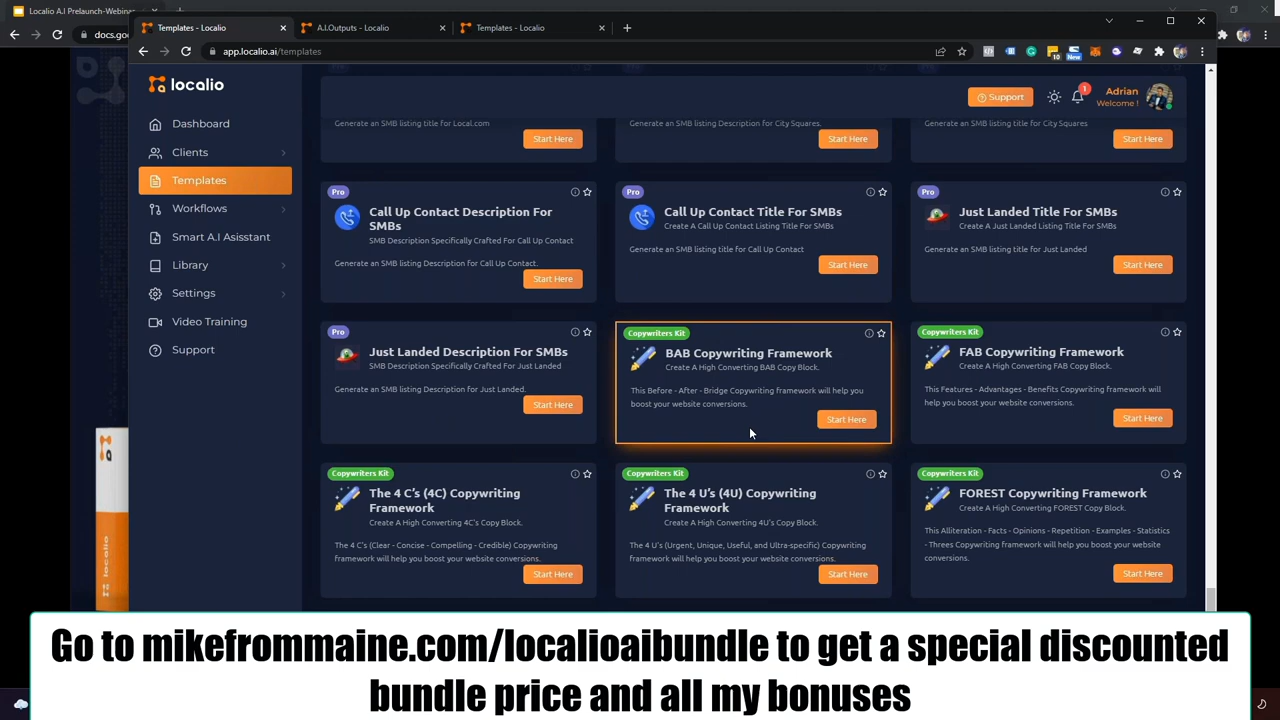 Localio A.I Prelaunch-Webinar
Templates - Localio
A.I.Outputs - Localio
Templates - Localio
docs.goo
app.localio.ai/templates
10
New
localio
Support
1
Adrian
Welcome !
Dashboard
Clients
Templates
Workflows
Smart A.I Asisstant
Library
Settings
Video Training
Support
Generate an SMB listing title for Local.com
Start Here
Generate an SMB listing Description for City Squares.
Start Here
Generate an SMB listing title for City Squares
Start Here
Pro
Call Up Contact Description For
SMBs
SMB Description Specifically Crafted For Call Up Contact
Generate an SMB listing Description for Call Up Contact.
Start Here
Pro
Call Up Contact Title For SMBs
Create A Call Up Contact Listing Title For SMBs
Generate an SMB listing title for Call Up Contact
Start Here
Pro
Just Landed Title For SMBs
Create A Just Landed Listing Title For SMBs
Generate an SMB listing title for Just Landed
Start Here
Pro
Just Landed Description For SMBs
SMB Description Specifically Crafted For Just Landed
Generate an SMB listing Description for Just Landed.
Start Here
Copywriters Kit
BAB Copywriting Framework
Create A High Converting BAB Copy Block.
This Before - After - Bridge Copywriting framework will help you
boost your website conversions.
Start Here
Copywriters Kit
FAB Copywriting Framework
Create A High Converting FAB Copy Block.
This Features - Advantages - Benefits Copywriting framework will
help you boost your website conversions.
Start Here
Copywriters Kit
The 4 C's (4C) Copywriting
Framework
Create A High Converting 4C's Copy Block.
The 4 C's (Clear - Concise - Compelling - Credible) Copywriting
framework will help you boost your website conversions.
Start Here
Copywriters Kit
The 4 U's (4U) Copywriting
Framework
Create A High Converting 4U's Copy Block.
The 4 U's (Urgent, Unique, Useful, and Ultra-specific) Copywriting
framework will help you boost your website conversions.
Start Here
Copywriters Kit
FOREST Copywriting Framework
Create A High Converting FOREST Copy Block.
This Alliteration - Facts - Opinions - Repetition - Examples - Statistics
- Threes Copywriting framework will help you boost your website
conversions.
Start Here
localio
Go to mikefrommaine.com/localioaibundle to get a special discounted
bundle price and all my bonuses